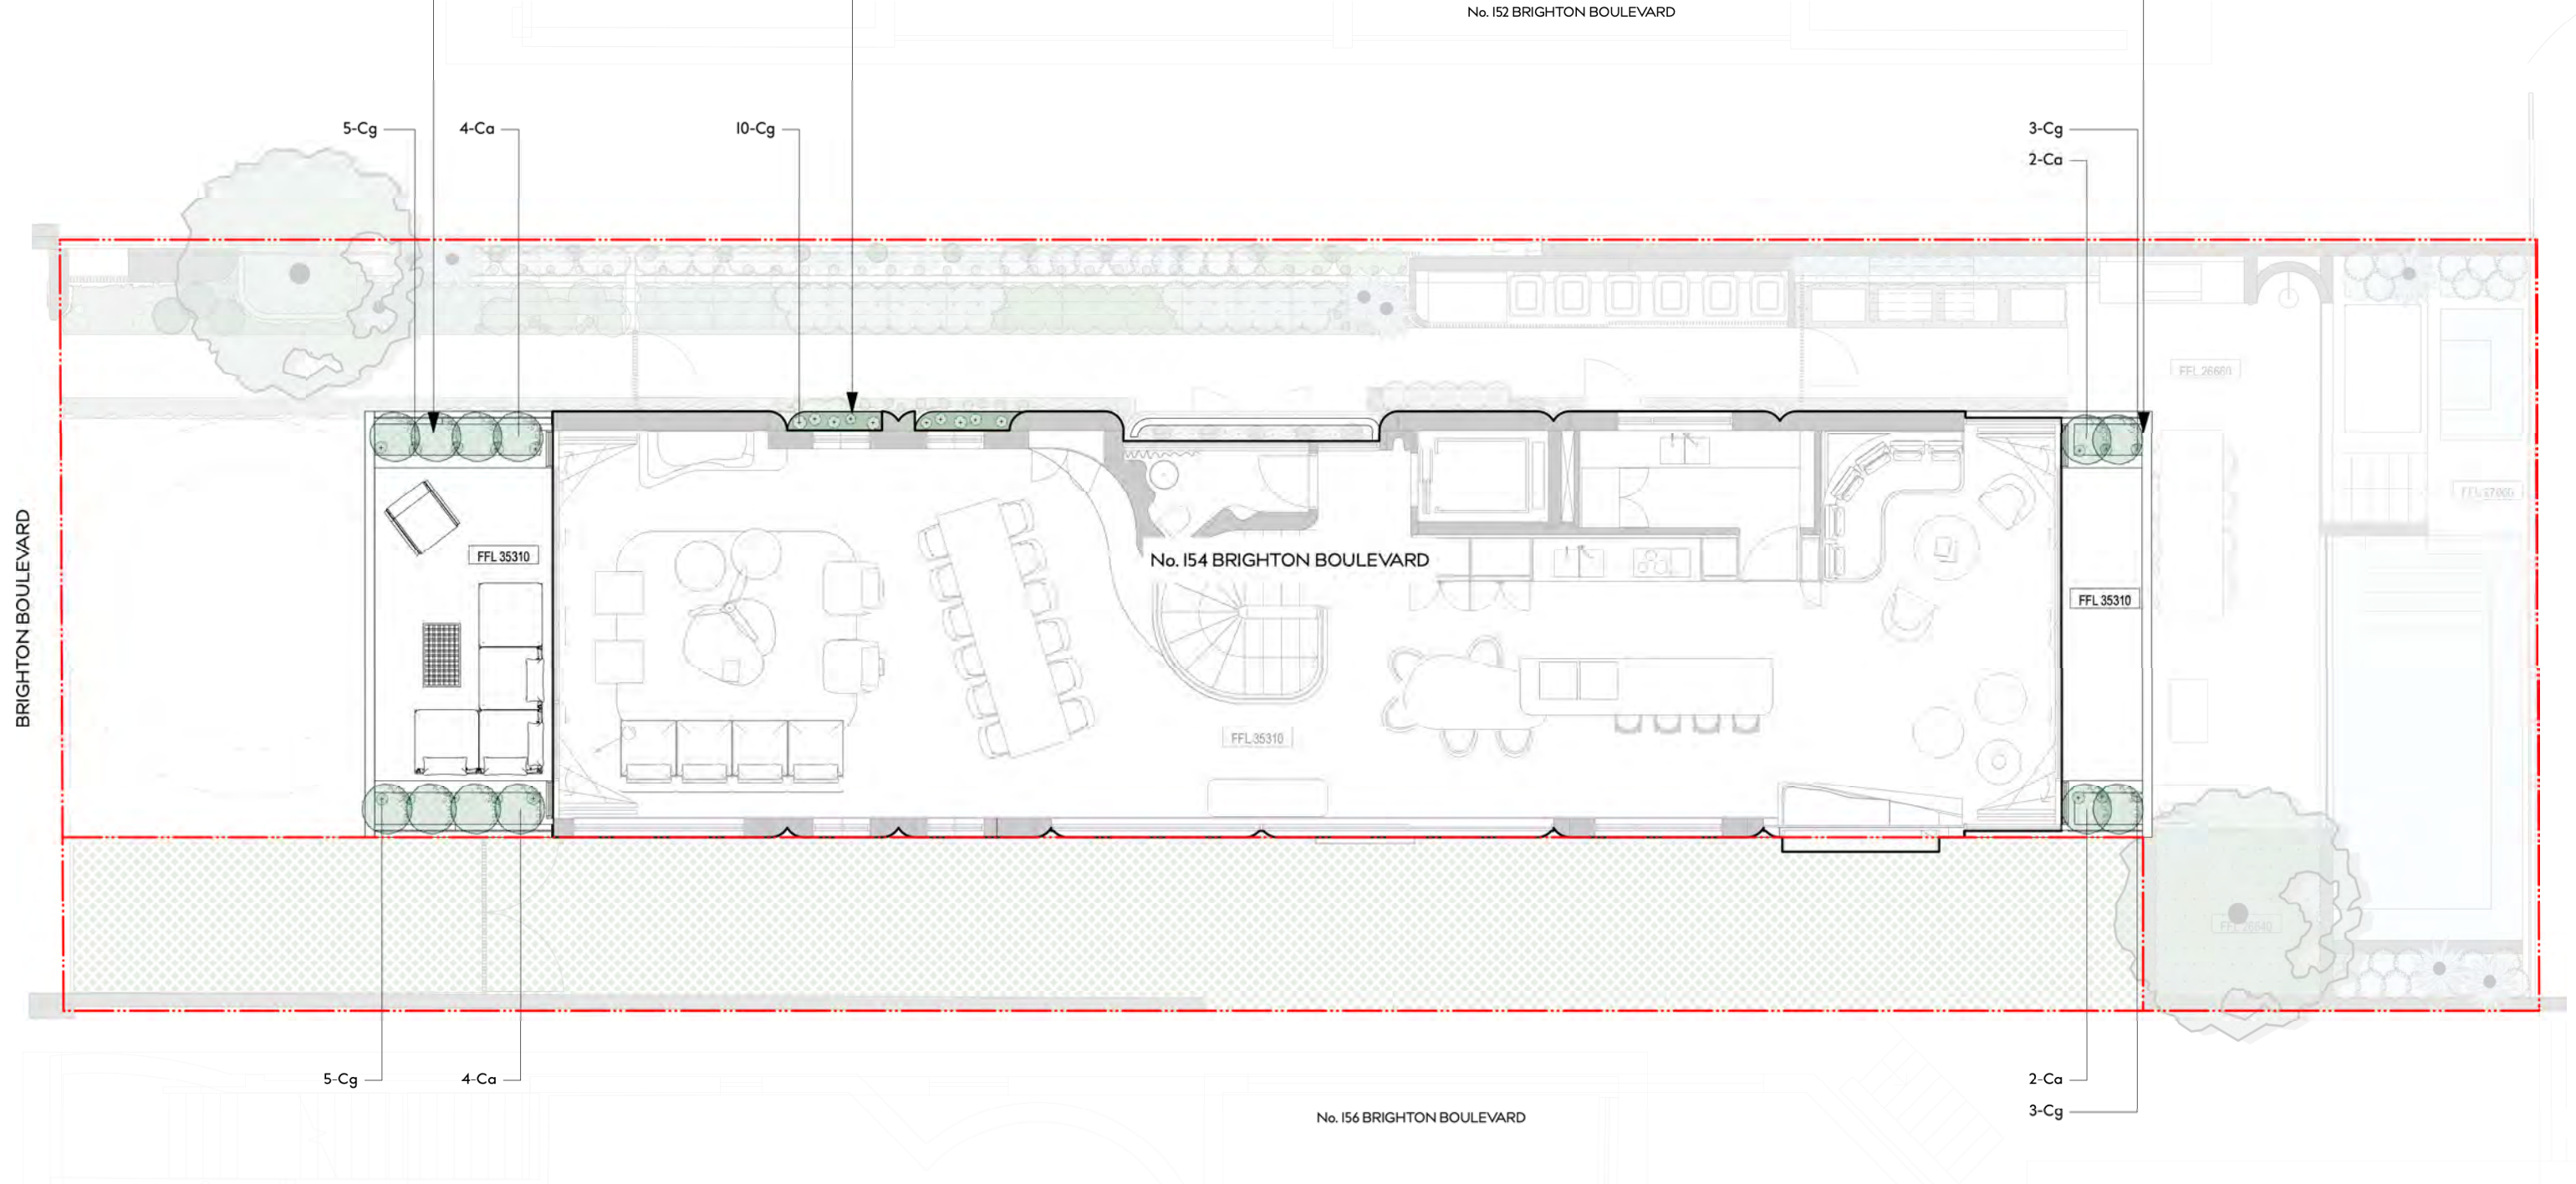 No. 152 BRIGHTON BOULEVARD
5-Cg
4-Ca
10-Cg
3-Cg
2-Ca
FFL 26660
FFL 35310
No. 154 BRIGHTON BOULEVARD
FFL 35310
BRIGHTON BOULEVARD
FFL 35310
5-Cg
4-Ca
2-Ca
3-Cg
No. 156 BRIGHTON BOULEVARD